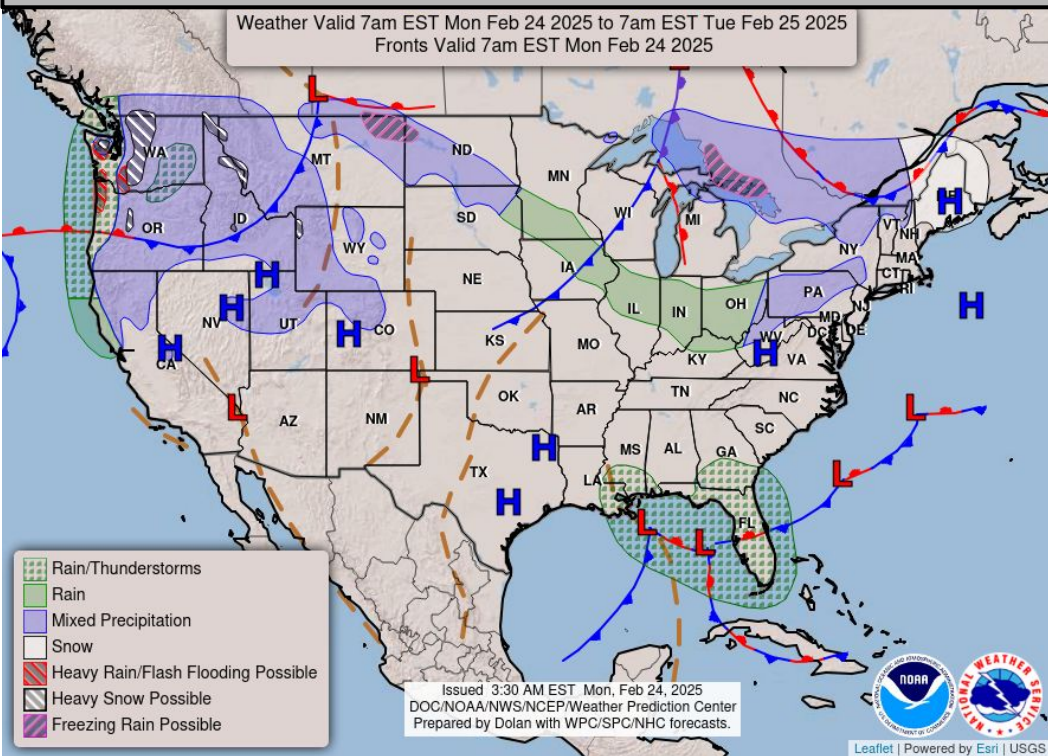 Weather Valid 7am EST Mon Feb 24 2025 to 7am EST Tue Feb 25 2025
Fronts Valid 7am EST Mon Feb 24 2025
L
L
WA
MT
ND
MN
OR
ID
SD
WI
MI
VT
NH
H
WY
NY
MA
CT
RI
H
H
NE
IA
IL
IN
OH
PA
NJ
H
NV
H
UT
H
CO
MD
DC
DE
WV
H
CA
KS
MO
KY
VA
L
L
AZ
NM
OK
AR
TN
NC
L
SC
H
MS
AL
GA
TX
LA
L
H
L
L
FL
Rain/Thunderstorms
Rain
Mixed Precipitation
Snow
Heavy Rain/Flash Flooding Possible
Heavy Snow Possible
Freezing Rain Possible
Issued 3:30 AM EST Mon, Feb 24, 2025
DOC/NOAA/NWS/NCEP/Weather Prediction Center
Prepared by Dolan with WPC/SPC/NHC forecasts.
NOAA
NATIONAL WEATHER SERVICE
Leaflet | Powered by Esri | USGS